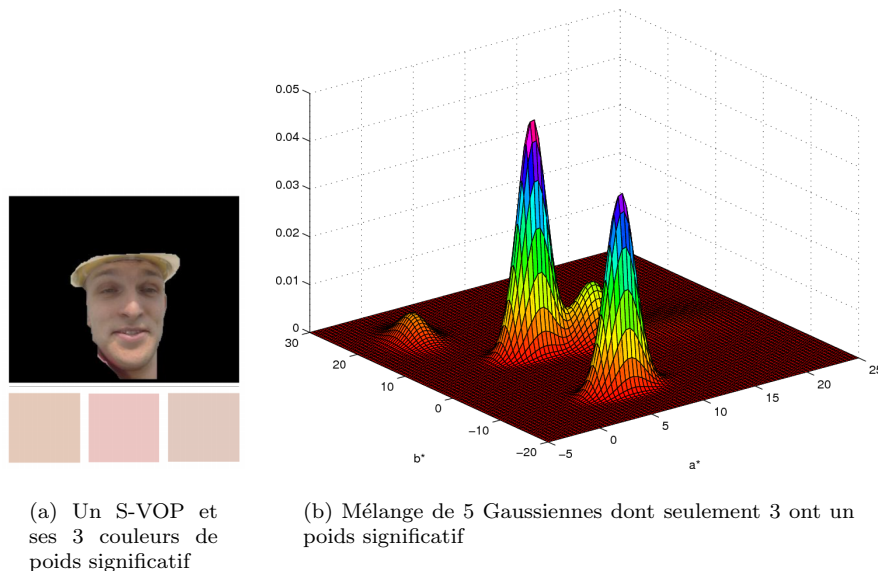 0.05
0.04
0.03
0.02
0.01
0
30
20
10
0
−10
−20
b*
−5
0
5
10
15
20
25
a*
(a) Un S-VOP et
ses 3 couleurs de
poids significatif
(b) Mélange de 5 Gaussiennes dont seulement 3 ont un
poids significatif